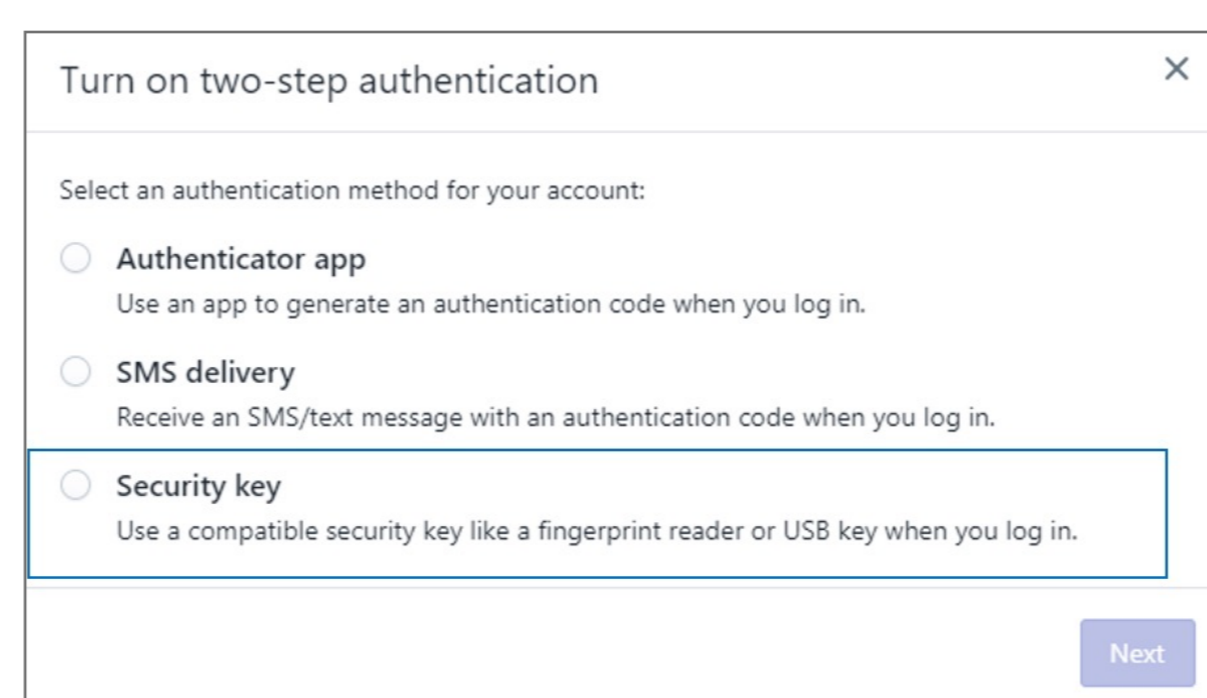 Turn on two-step authentication
Select an authentication method for your account:
Authenticator app
Use an app to generate an authentication code when you log in.
SMS delivery
Receive an SMS/text message with an authentication code when you log in.
Security key
Use a compatible security key like a fingerprint reader or USB key when you log in.
Next